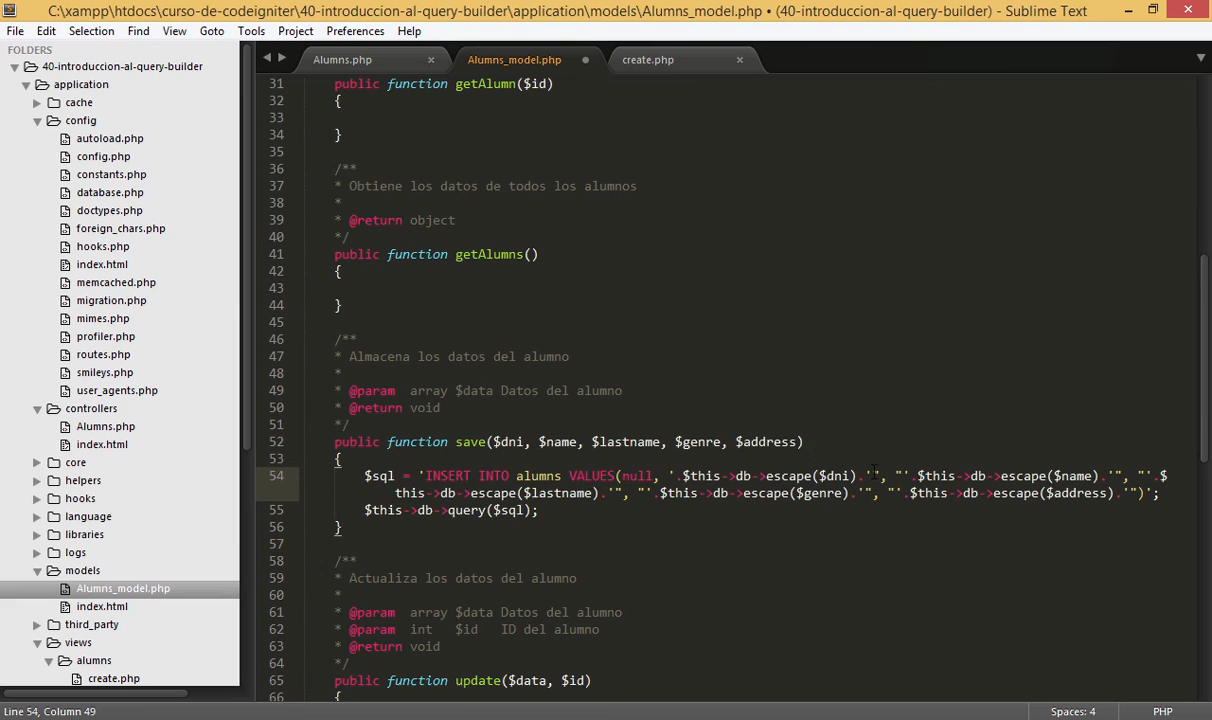 C:\xampp\htdocs\curso-de-codeigniter\40-introduccion-al-query-builder\application\models\Alumns_model.php • (40-introduccion-al-query-builder) - Sublime Text
File Edit Selection Find View Goto Tools Project Preferences Help
FOLDERS
40-introduccion-al-query-builder
application
cache
config
autoload.php
config.php
constants.php
database.php
doctypes.php
foreign_chars.php
hooks.php
index.html
memcached.php
migration.php
mimes.php
profiler.php
routes.php
smileys.php
user_agents.php
controllers
Alumns.php
index.html
core
helpers
hooks
language
libraries
logs
models
Alumns_model.php
index.html
third_party
views
alumns
create.php
Alumns.php Alumns_model.php create.php
31 public function getAlumn($id)
32 {
33
34 }
35
36 /**
37 * Obtiene los datos de todos los alumnos
38 *
39 * @return object
40 */
41 public function getAlumns()
42 {
43
44 }
45
46 /**
47 * Almacena los datos del alumno
48 *
49 * @param array $data Datos del alumno
50 * @return void
51 */
52 public function save($dni, $name, $lastname, $genre, $address)
53 {
54 $sql = 'INSERT INTO alumns VALUES(null, '.$this->db->escape($dni).'", "'.$this->db->escape($name).'", "'.$
this->db->escape($lastname).'", "'.$this->db->escape($genre).'", "'.$this->db->escape($address).'")';
55 $this->db->query($sql);
56 }
57
58 /**
59 * Actualiza los datos del alumno
60 *
61 * @param array $data Datos del alumno
62 * @param int $id ID del alumno
63 * @return void
64 */
65 public function update($data, $id)
66 {
Line 54, Column 49 Spaces: 4 PHP